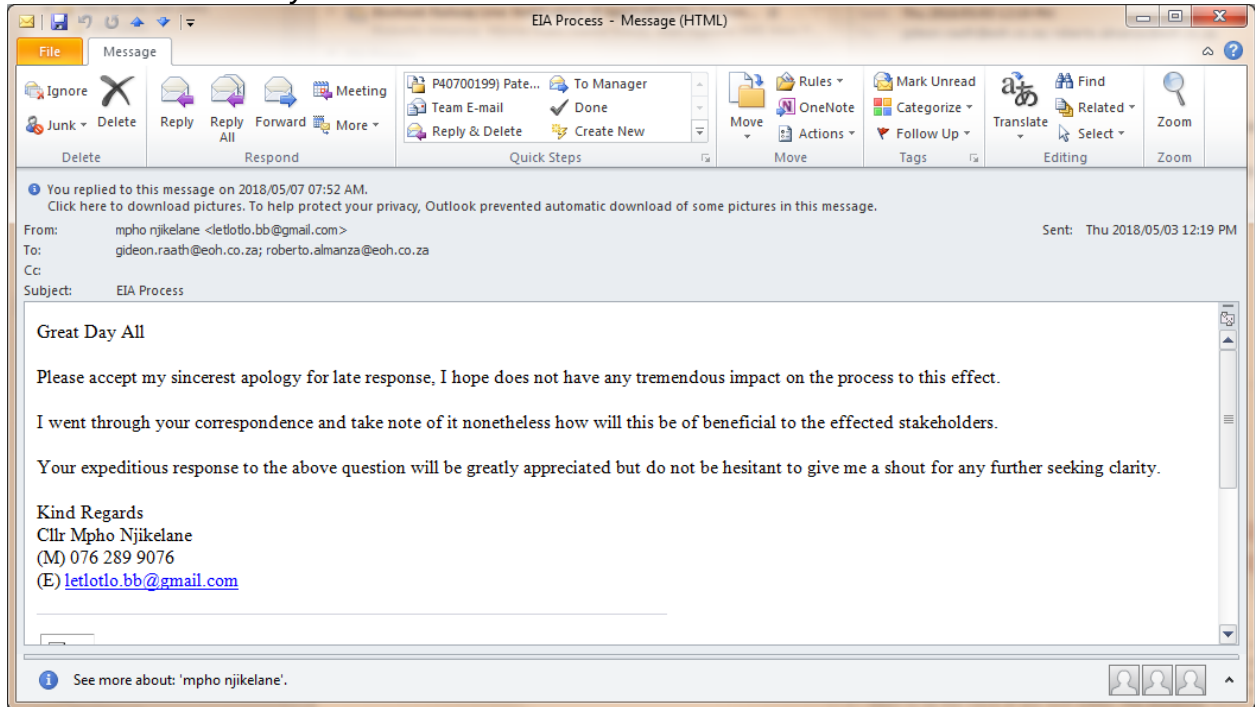 EIA Process - Message (HTML)
File Message
Ignore Delete Reply Reply All Forward Meeting P40700199) Pate... To Manager Move Rules Mark Unread Translate Find Zoom
Junk More Team E-mail Done OneNote Categorize Related
Reply & Delete Create New Actions Follow Up Select
Delete Respond Quick Steps Move Tags Editing Zoom
You replied to this message on 2018/05/07 07:52 AM.
Click here to download pictures. To help protect your privacy, Outlook prevented automatic download of some pictures in this message.
From: mpho njikelane <letlotlo.bb@gmail.com> Sent: Thu 2018/05/03 12:19 PM
To: gideon.raath@eoh.co.za; roberto.almanza@eoh.co.za
Cc:
Subject: EIA Process
Great Day All
Please accept my sincerest apology for late response, I hope does not have any tremendous impact on the process to this effect.
I went through your correspondence and take note of it nonetheless how will this be of beneficial to the effected stakeholders.
Your expeditious response to the above question will be greatly appreciated but do not be hesitant to give me a shout for any further seeking clarity.
Kind Regards
Cllr Mpho Njikelane
(M) 076 289 9076
(E) letlotlo.bb@gmail.com
See more about: 'mpho njikelane'.